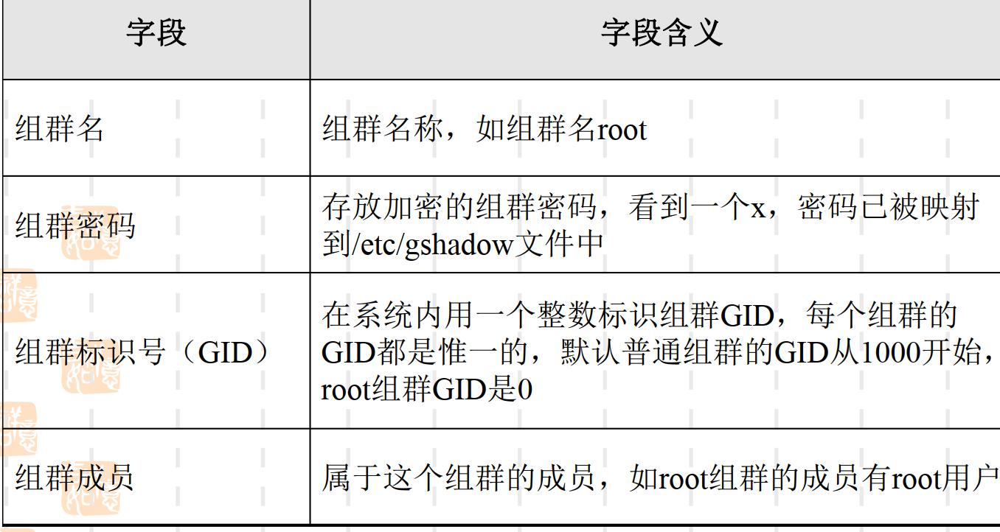 字段
字段含义
组群名
组群名称，如组群名root
组群密码
存放加密的组群密码，看到一个x，密码已被映射
到/etc/gshadow文件中
组群标识号（GID）
在系统内用一个整数标识组群GID，每个组群的
GID都是惟一的，默认普通组群的GID从1000开始，
root组群GID是0
组群成员
属于这个组群的成员，如root组群的成员有root用户